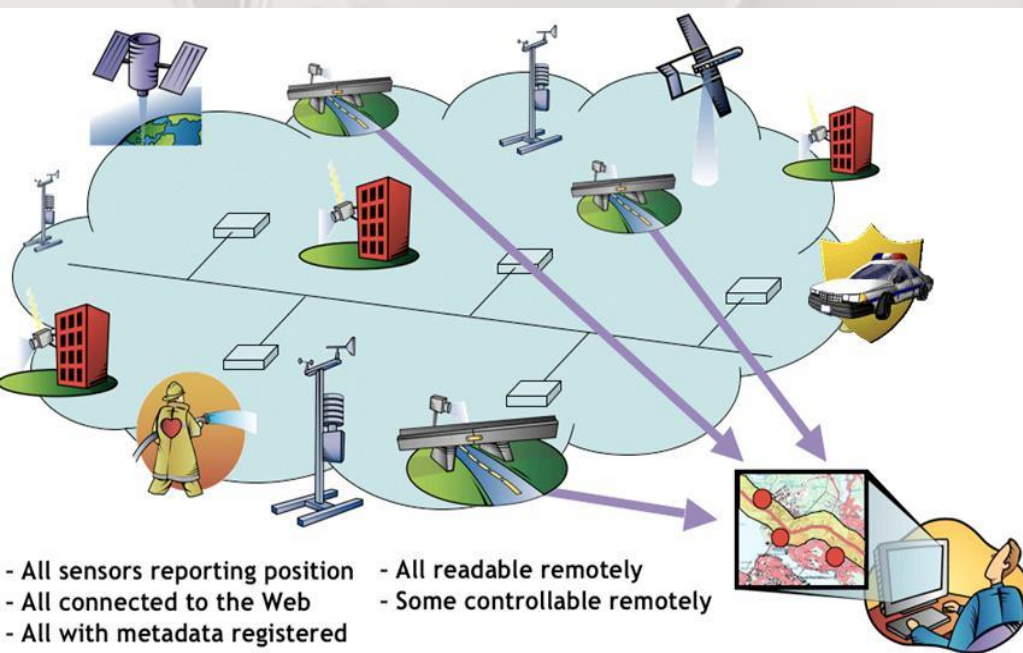 - All sensors reporting position
- All connected to the Web
- All with metadata registered
- All readable remotely
- Some controllable remotely